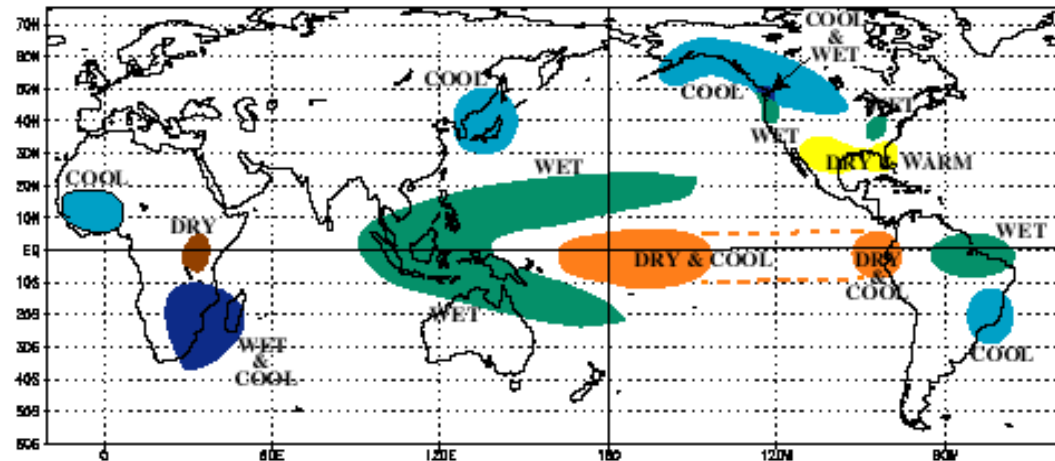 70N
60N
50N
40N
30N
20N
10N
EQ
10S
20S
30S
40S
50S
60S
COOL
&
WET
COOL
COOL
WET
WET
WET
DRY & WARM
COOL
DRY
WET
DRY & COOL
DRY
&
COOL
WET
WET
&
COOL
COOL
0
60E
120E
180
120W
60W